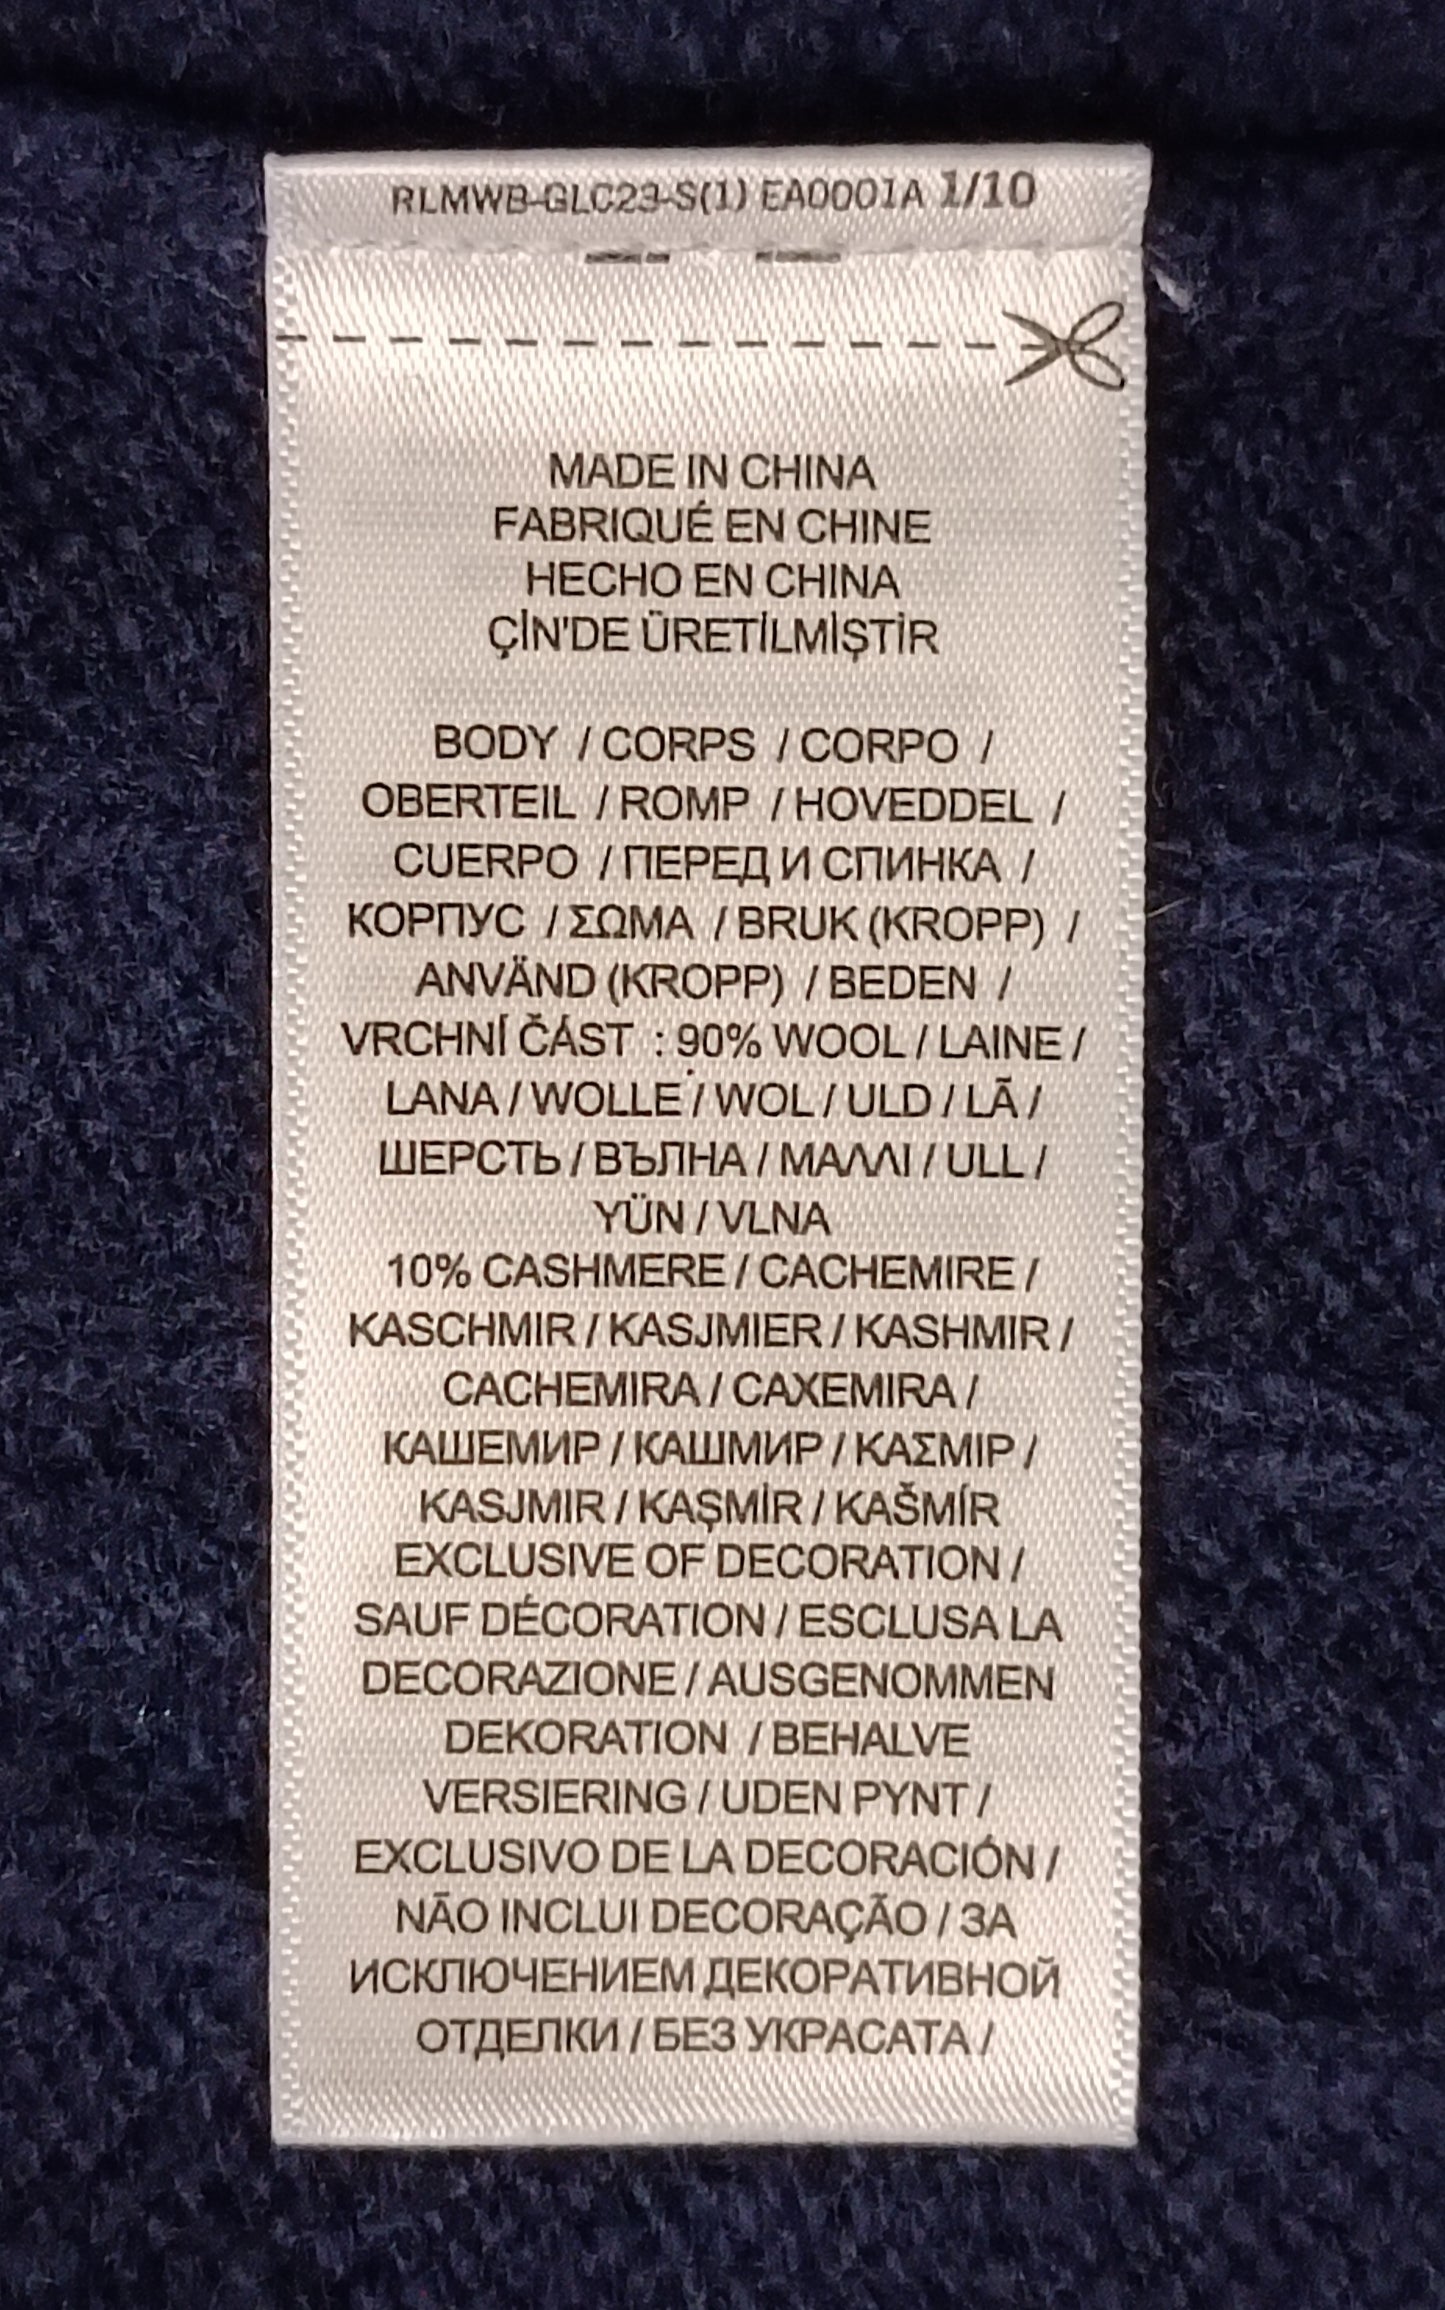 RLMWB-GLC23-S(1) EA0001A 1/10
MADE IN CHINA
FABRIQUÉ EN CHINE
HECHO EN CHINA
ÇİN'DE ÜRETİLMİŞTİR
BODY / CORPS / CORPO /
OBERTEIL / ROMP / HOVEDDEL /
CUERPO / ПЕРЕД И СПИНКА /
КОРПУС / ΣΩΜΑ / BRUK (KROPP) /
ANVÄND (KROPP) / BEDEN /
VRCHNÍ ČÁST : 90% WOOL / LAINE /
LANA / WOLLE / WOL / ULD / LÃ /
ШЕРСТЬ / ВЪЛНА / ΜΑΛΛΙ / ULL /
YÜN / VLNA
10% CASHMERE / CACHEMIRE /
KASCHMIR / KASJMIER / KASHMIR /
CACHEMIRA / CAXEMIRA /
КАШЕМИР / КАШМИР / ΚΑΣΜΙΡ /
KASJMIR / KAŞMİR / KAŠMÍR
EXCLUSIVE OF DECORATION /
SAUF DÉCORATION / ESCLUSA LA
DECORAZIONE / AUSGENOMMEN
DEKORATION / BEHALVE
VERSIERING / UDEN PYNT /
EXCLUSIVO DE LA DECORACIÓN /
NÃO INCLUI DECORAÇÃO / ЗА
ИСКЛЮЧЕНИЕМ ДЕКОРАТИВНОЙ
ОТДЕЛКИ / БЕЗ УКРАСАТА /